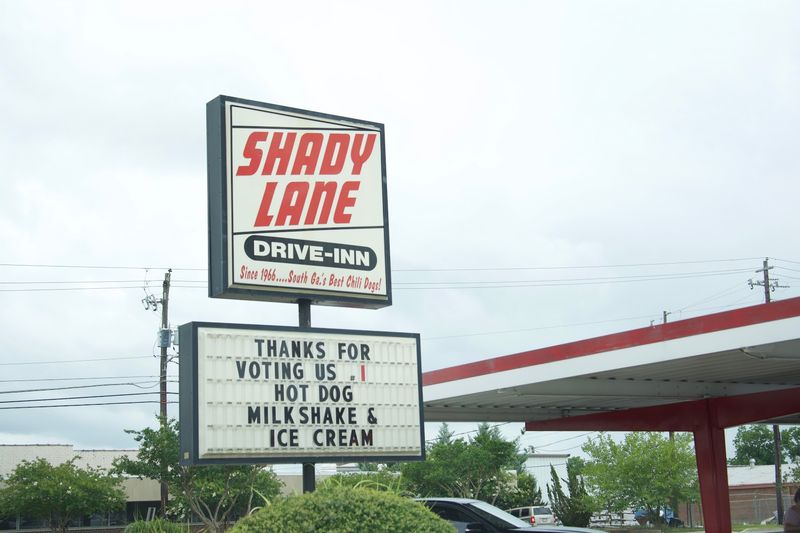 SHADY
LANE
DRIVE-INN
Since 1966....South Ga.'s Best Chili Dogs!
THANKS FOR
VOTING US .1
HOT DOG
MILKSHAKE &
ICE CREAM